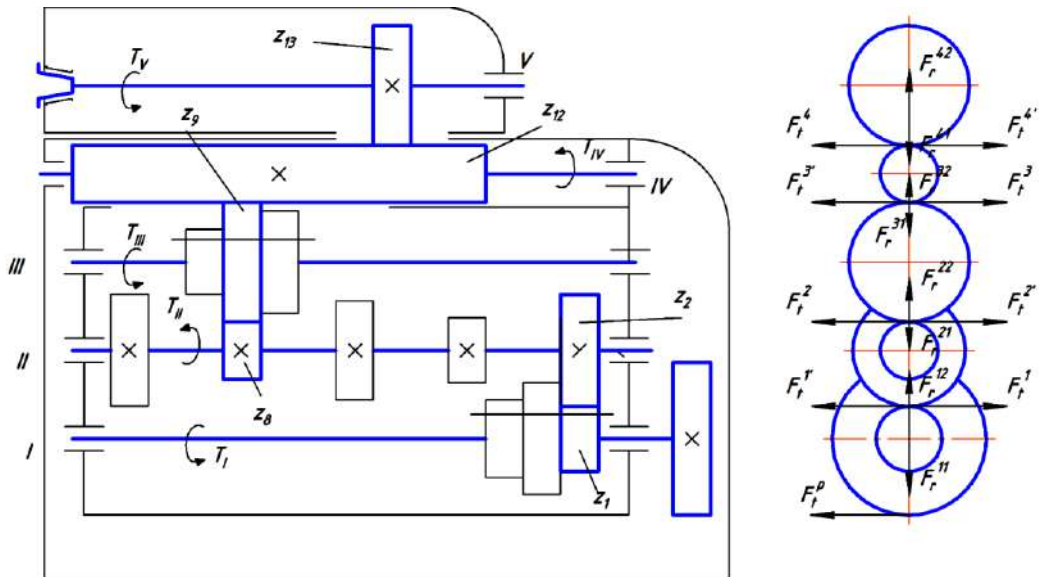 z₁₃
T_V
V
z₉
z₁₂
T_IV
IV
T_III
III
T_II
z₂
II
z₈
T_I
I
z₁
F_r^42
F_t^4
F_r^41
F_t^4'
F_t^3'
F_r^32
F_t^3
F_r^31
F_r^22
F_t^2
F_t^2'
F_r^21
F_r^12
F_t^1'
F_t^1
F_r^11
F_t^p